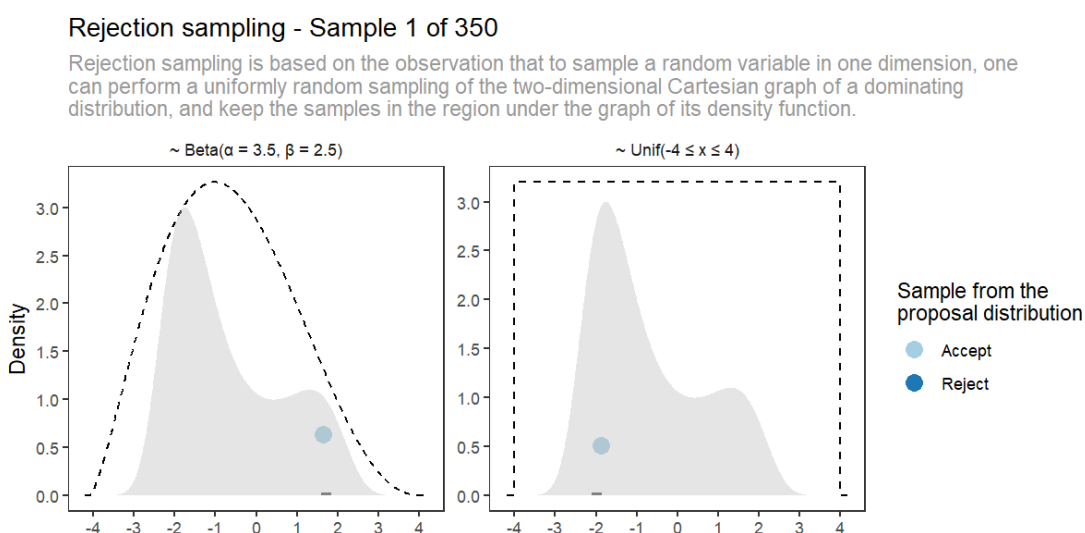 Rejection sampling - Sample 1 of 350
Rejection sampling is based on the observation that to sample a random variable in one dimension, one
can perform a uniformly random sampling of the two-dimensional Cartesian graph of a dominating
distribution, and keep the samples in the region under the graph of its density function.
~ Beta(α = 3.5, β = 2.5)
~ Unif(-4 ≤ x ≤ 4)
Density
3.0
2.5
2.0
1.5
1.0
0.5
0.0
-4 -3 -2 -1 0 1 2 3 4
3.0
2.5
2.0
1.5
1.0
0.5
0.0
-4 -3 -2 -1 0 1 2 3 4
Sample from the
proposal distribution
Accept
Reject